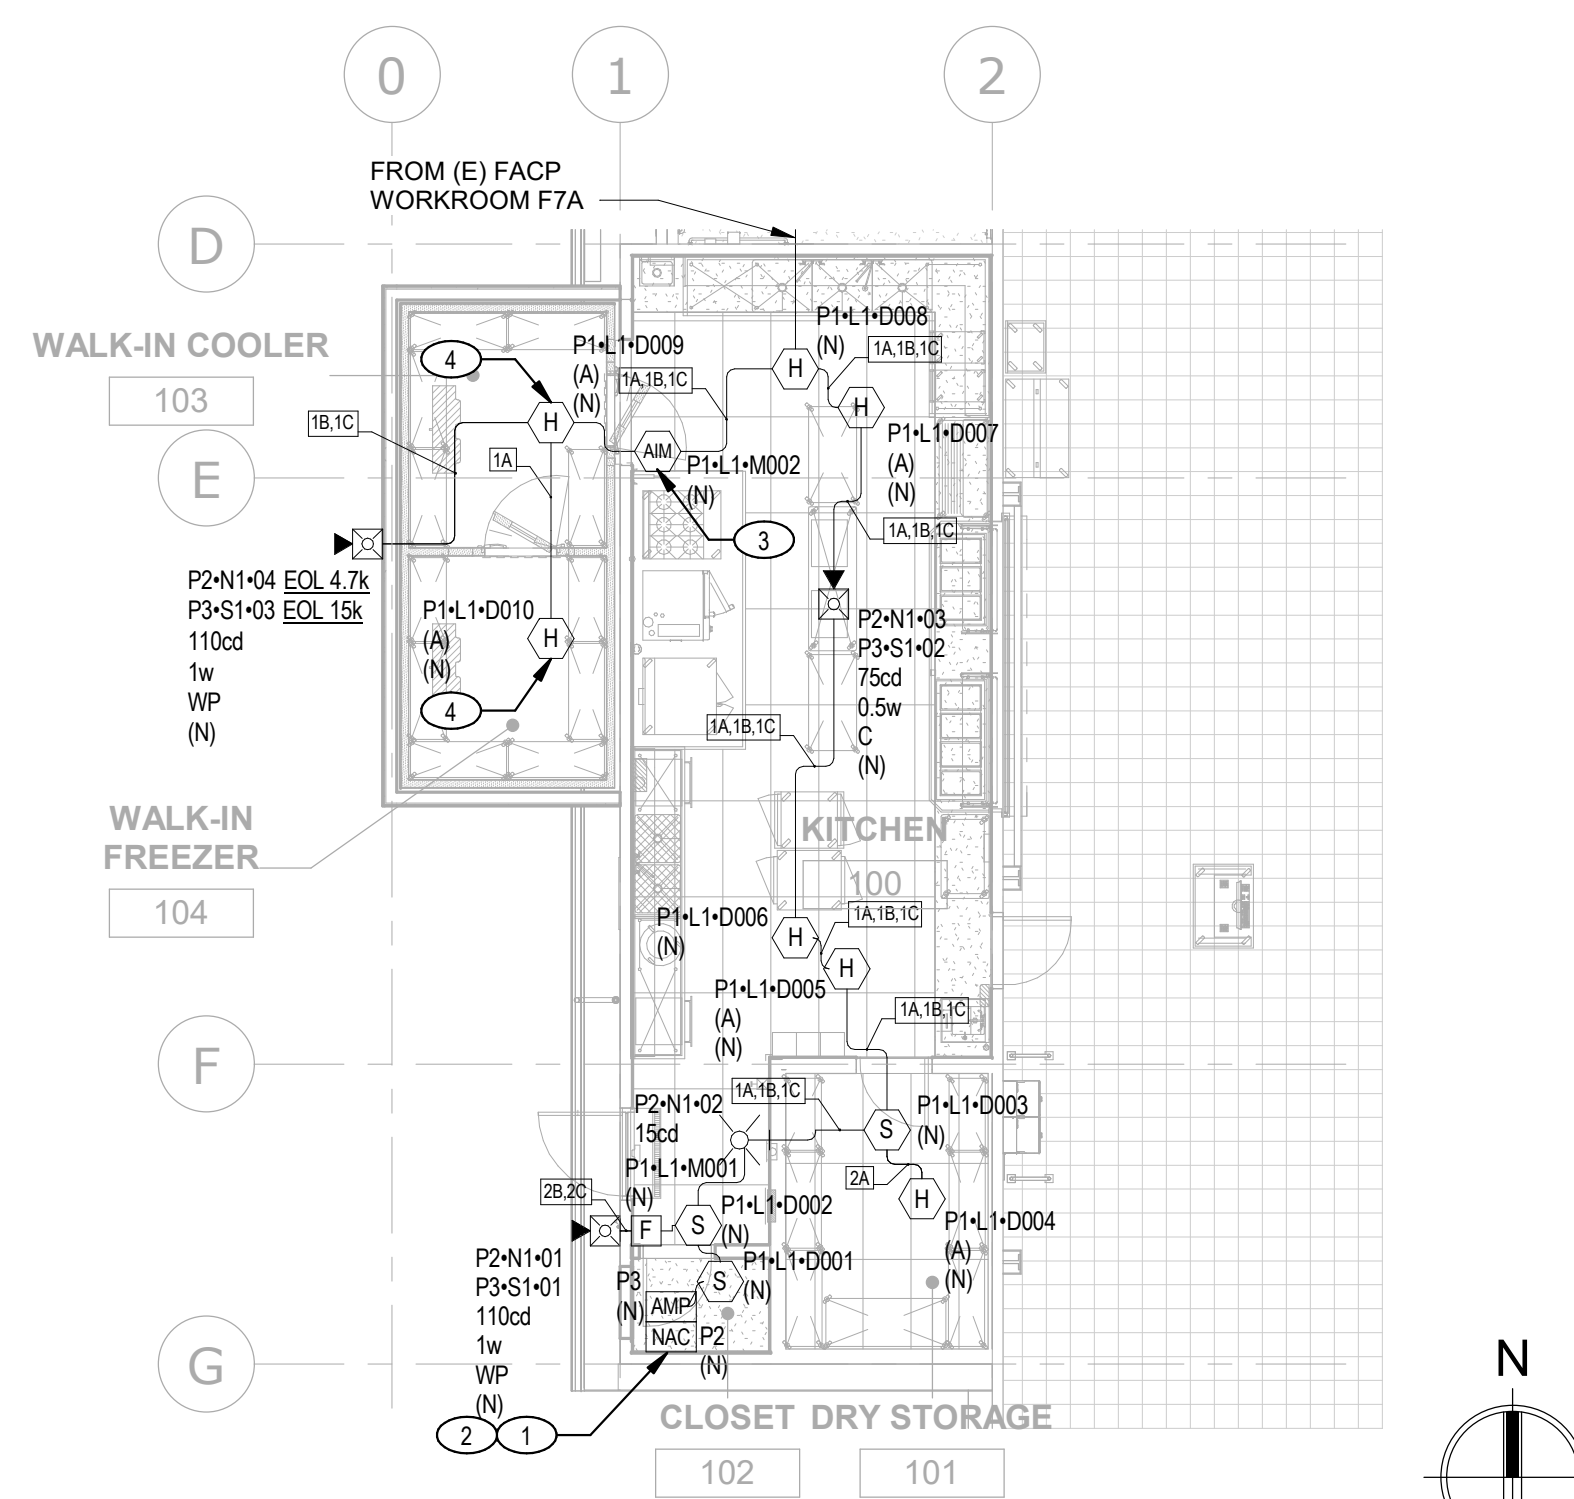 0
1
2
FROM (E) FACP
WORKROOM F7A
D
WALK-IN COOLER
103
4
H
P1•L1•D009
(A)
(N)
1A,1B,1C
P1•L1•D008
(N)
H
1A,1B,1C
H
1B,1C
1A
AIM
P1•L1•M002
(N)
P1•L1•D007
(A)
(N)
E
3
1A,1B,1C
P2•N1•04 EOL 4.7k
P3•S1•03 EOL 15k
110cd
1w
WP
(N)
P1•L1•D010
(A)
(N)
H
4
P2•N1•03
P3•S1•02
75cd
0.5w
C
(N)
1A,1B,1C
WALK-IN
FREEZER
104
KITCHEN
100
P1•L1•D006
(N)
H
1A,1B,1C
H
P1•L1•D005
(A)
(N)
1A,1B,1C
F
P2•N1•02
15cd
1A,1B,1C
S
P1•L1•D003
(N)
P1•L1•M001
(N)
2B,2C
F
S
P1•L1•D002
(N)
2A
H
P1•L1•D004
(A)
(N)
P2•N1•01
P3•S1•01
110cd
1w
WP
(N)
S
P1•L1•D001
(N)
P3
(N)
AMP
NAC
P2
(N)
G
2
1
CLOSET
102
DRY STORAGE
101
N